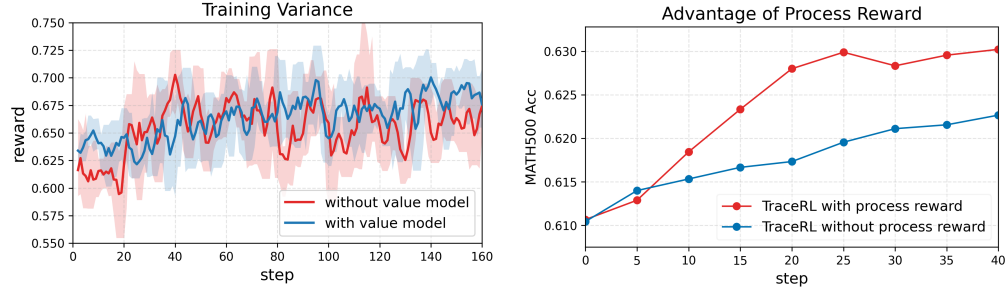 Training Variance
reward
0.750
0.725
0.700
0.675
0.650
0.625
0.600
0.575
0.550
without value model
with value model
0 20 40 60 80 100 120 140 160
step
Advantage of Process Reward
MATH500 Acc
0.630
0.625
0.620
0.615
0.610
TraceRL with process reward
TraceRL without process reward
0 5 10 15 20 25 30 35 40
step